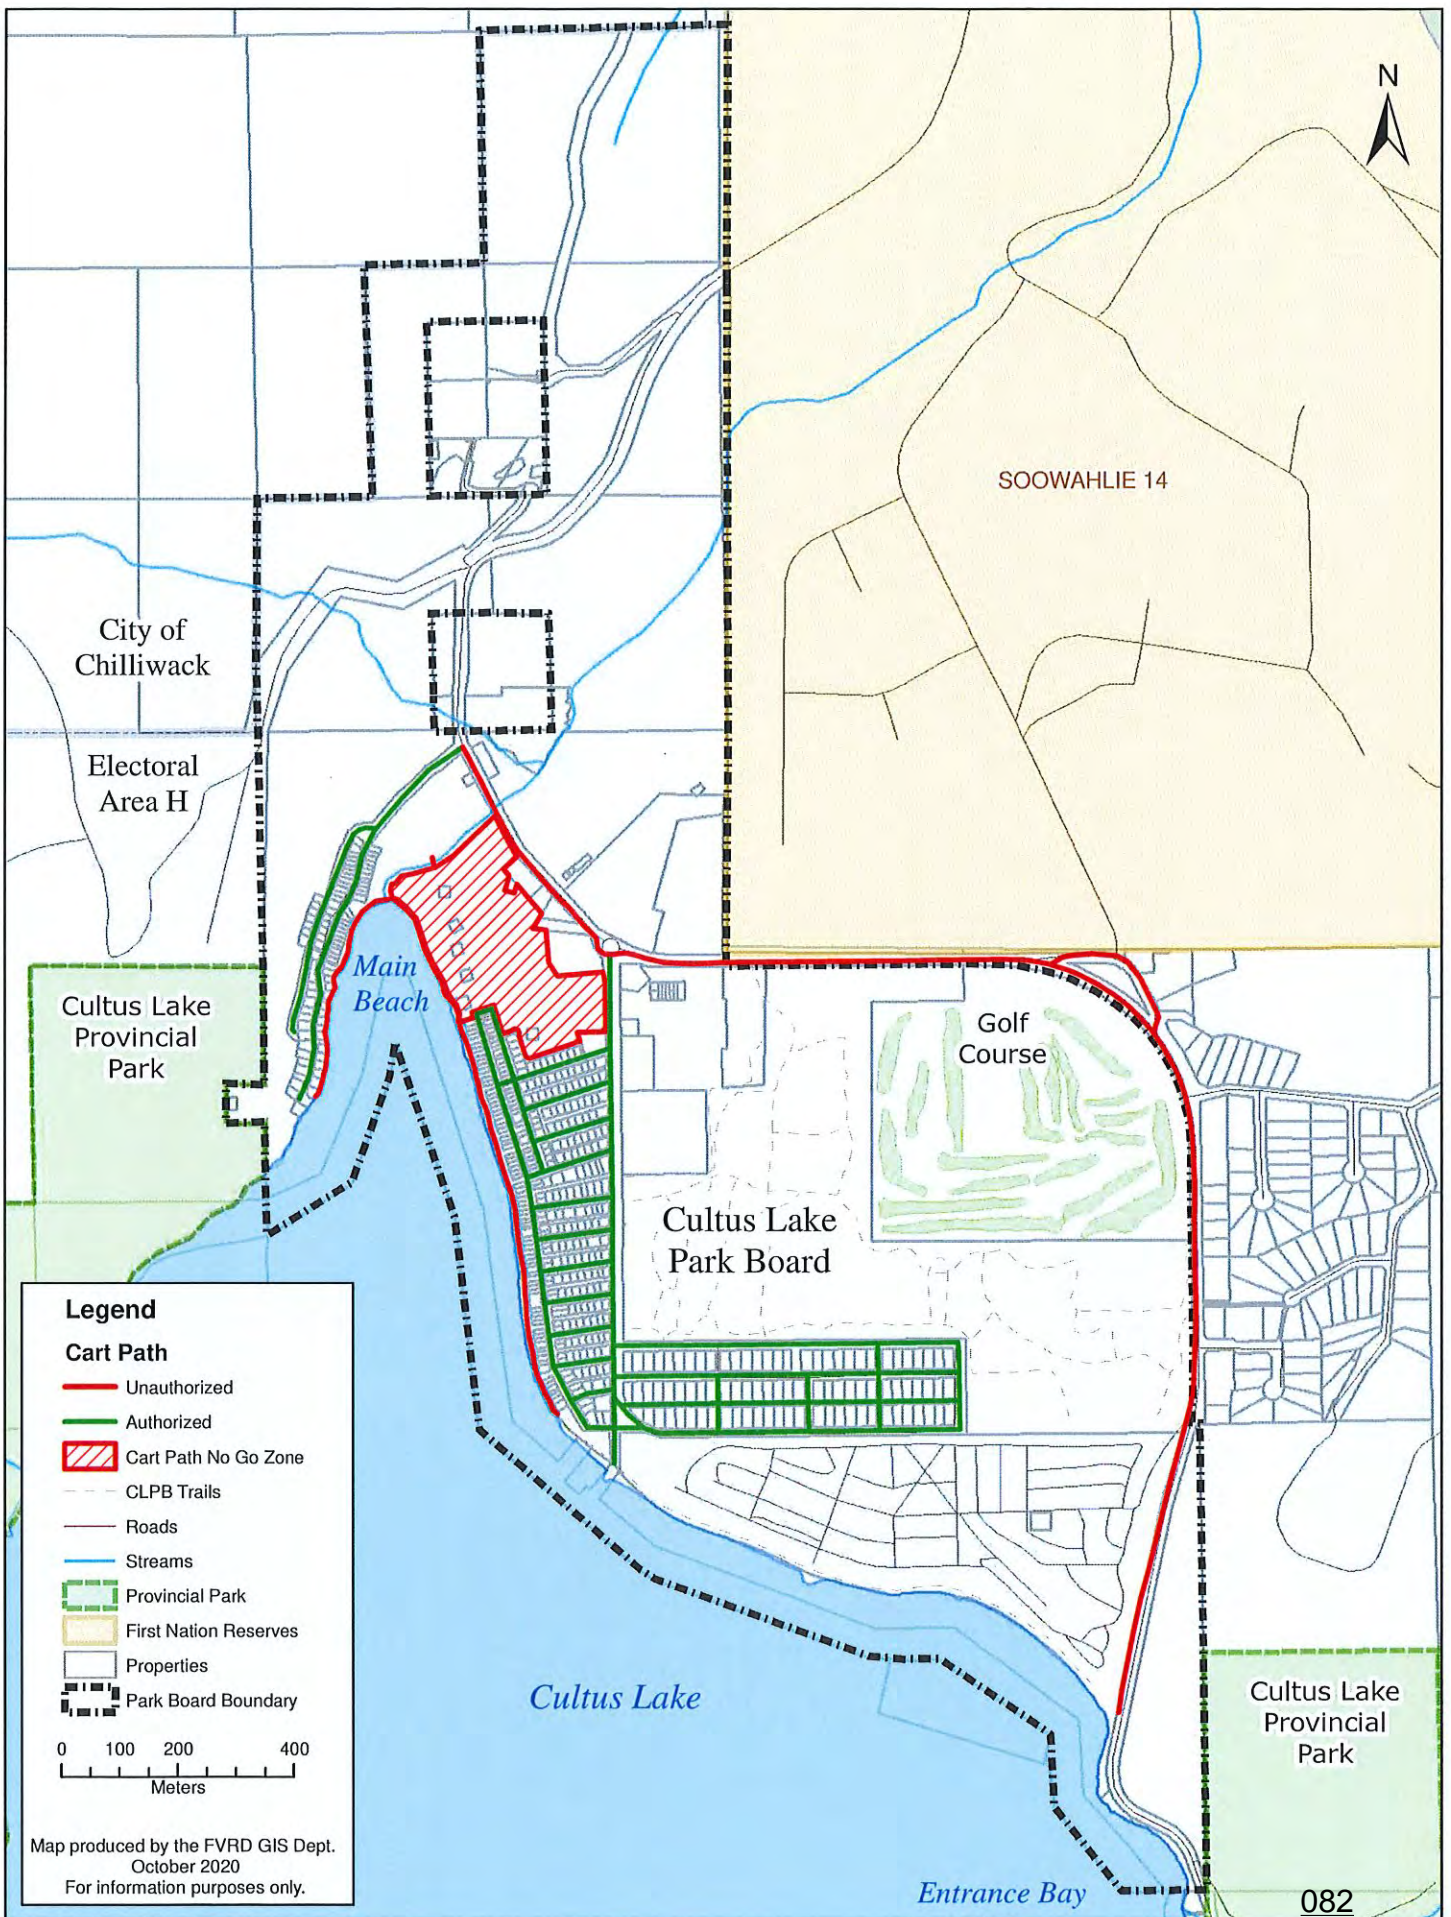 N
SOOWAHLIE 14
City of
Chilliwack
Electoral
Area H
Main
Beach
Cultus Lake
Provincial
Park
Golf
Course
Cultus Lake
Park Board
Legend
Cart Path
Unauthorized
Authorized
Cart Path No Go Zone
CLPB Trails
Roads
Streams
Provincial Park
First Nation Reserves
Properties
Park Board Boundary
0 100 200 400
Meters
Map produced by the FVRD GIS Dept.
October 2020
For information purposes only.
Cultus Lake
Cultus Lake
Provincial
Park
Entrance Bay
082